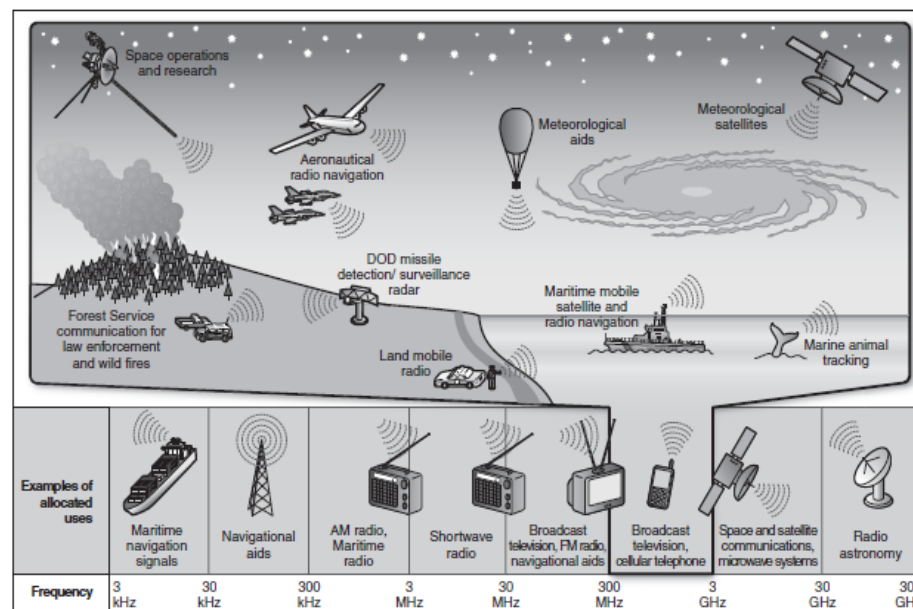 Space operations
and research
Aeronautical
radio navigation
Meteorological
aids
Meteorological
satellites
DOD missile
detection/ surveillance
radar
Forest Service
communication for
law enforcement
and wild fires
Land mobile
radio
Maritime mobile
satellite and
radio navigation
Marine animal
tracking
Examples of
allocated
uses
Maritime
navigation
signals
Navigational
aids
AM radio,
Maritime
radio
Shortwave
radio
Broadcast
television, FM radio,
navigational aids
Broadcast
television,
cellular telephone
Space and satellite
communications,
microwave systems
Radio
astronomy
Frequency
3 30 300 3 30 300 3 30 30
kHz kHz kHz MHz MHz MHz GHz GHz